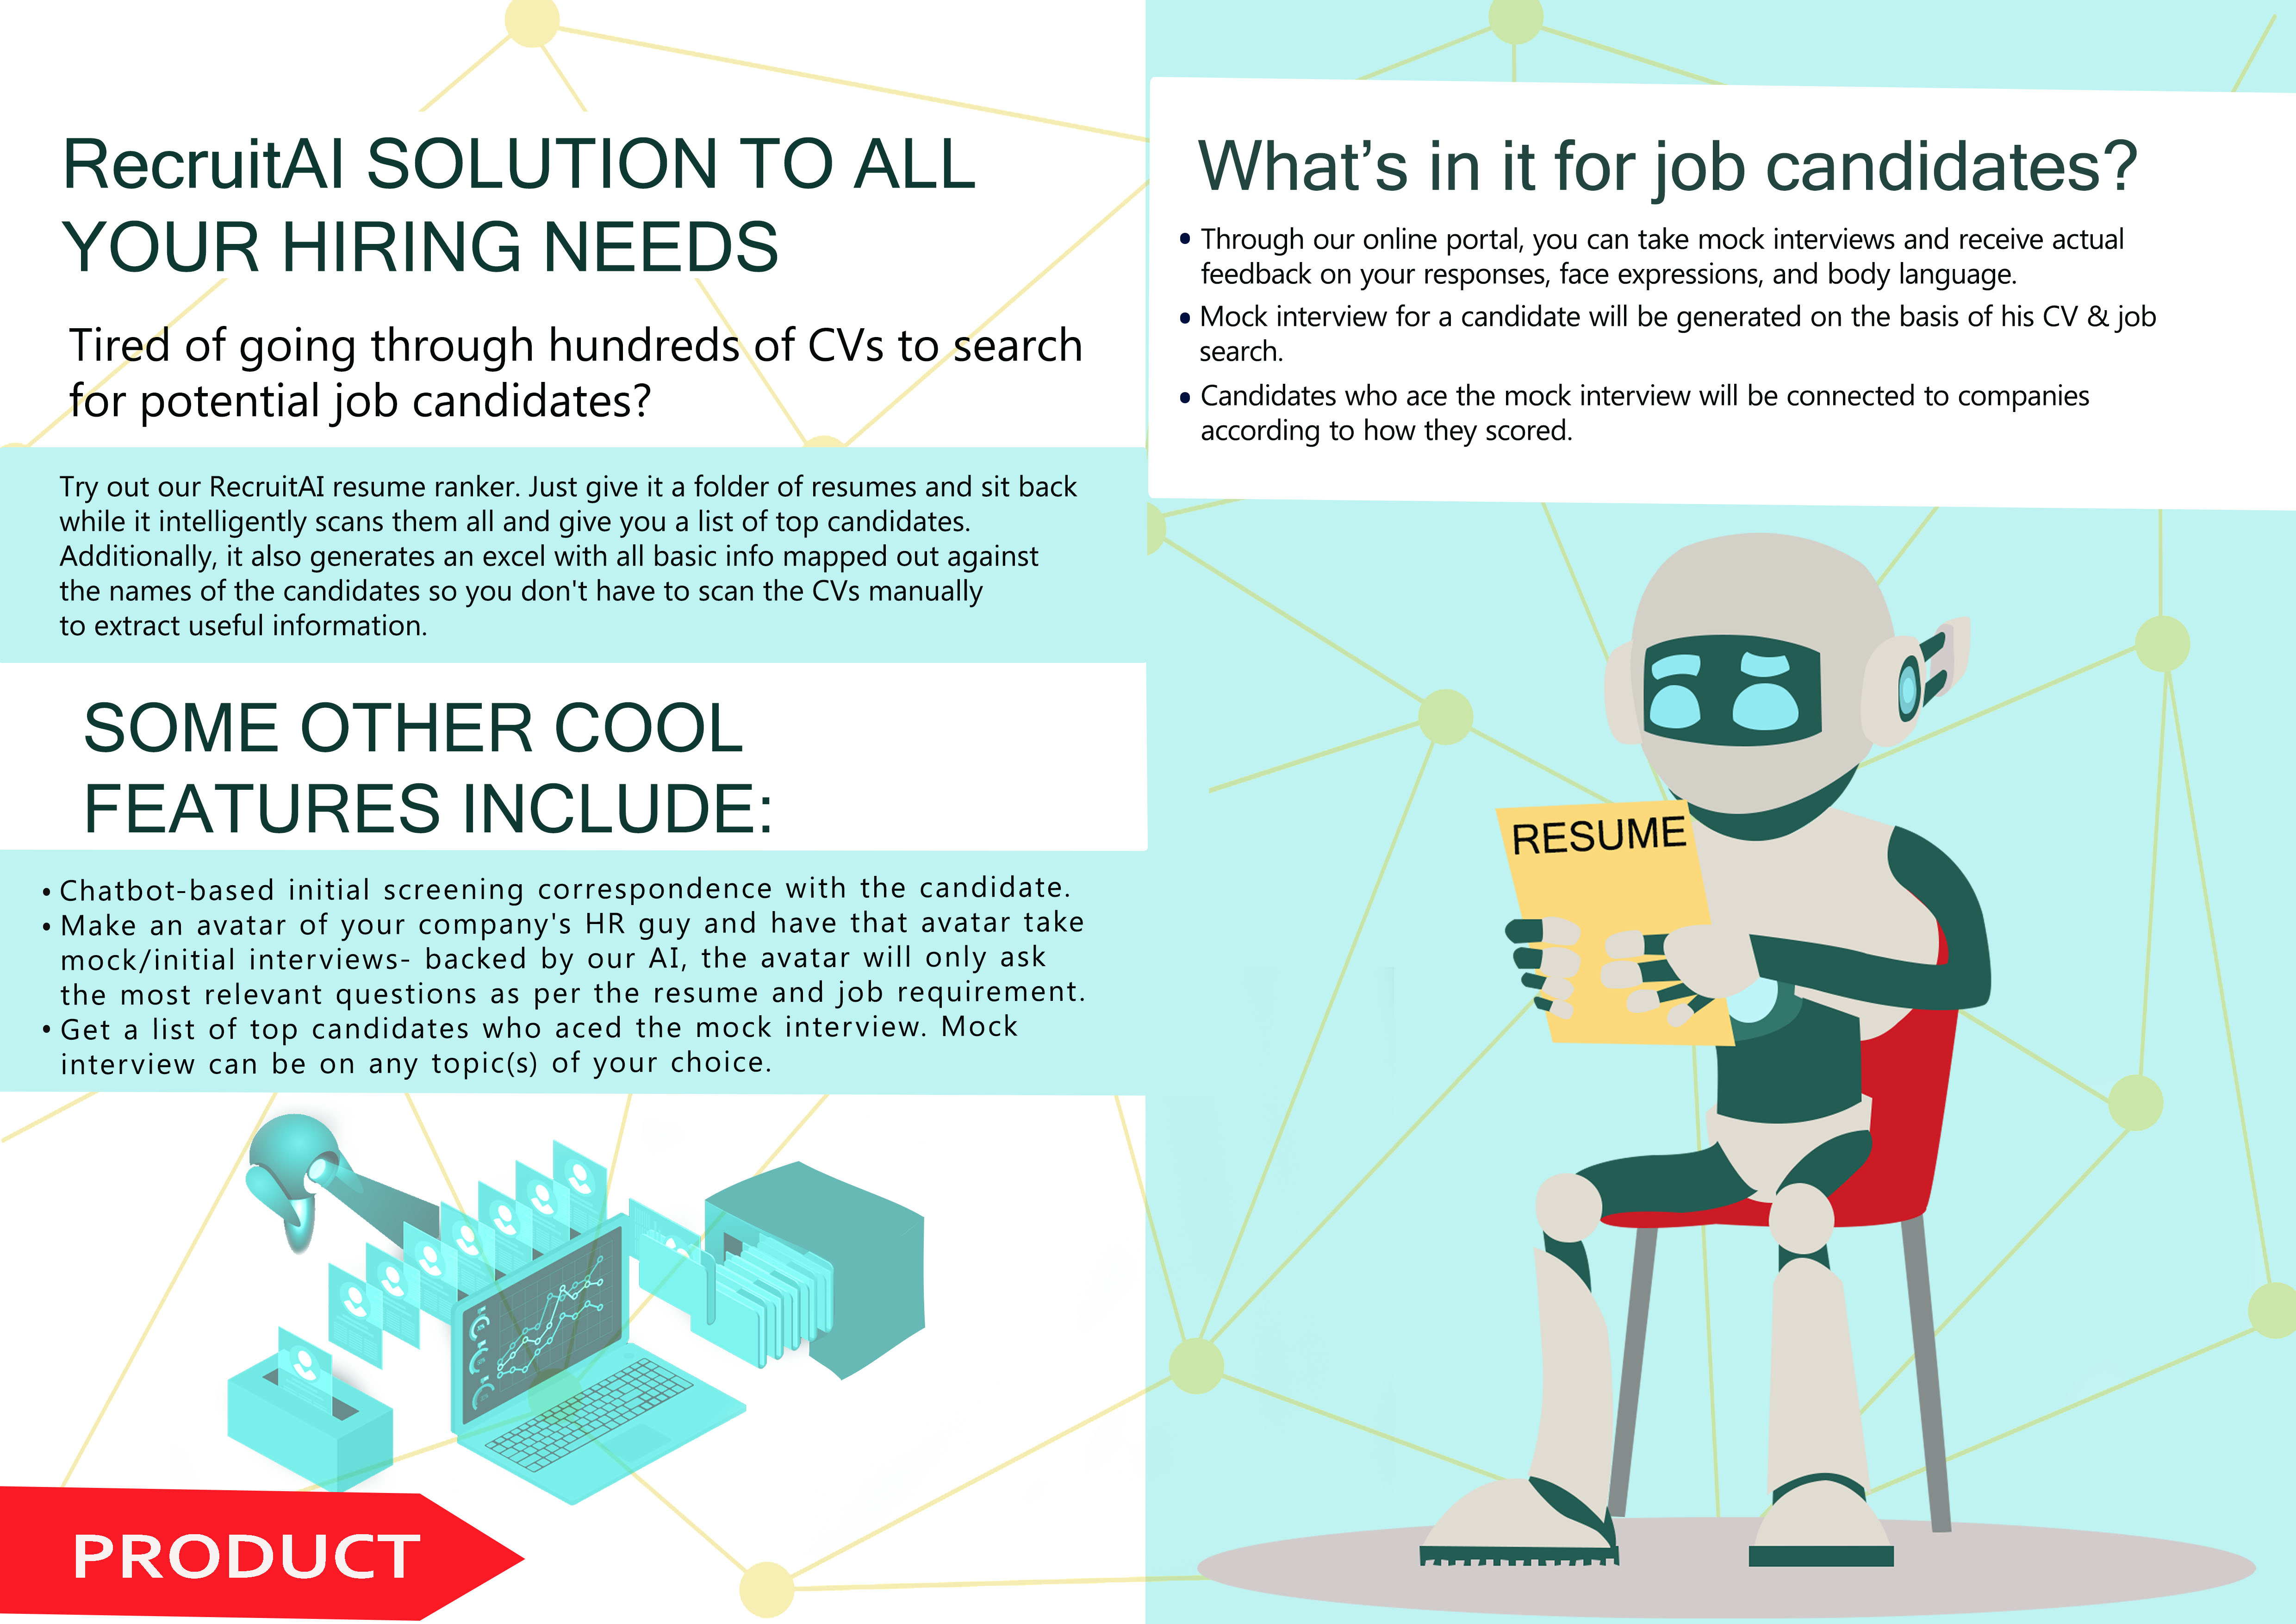 RecruitAI SOLUTION TO ALL
YOUR HIRING NEEDS
Tired of going through hundreds of CVs to search
for potential job candidates?
Try out our RecruitAI resume ranker. Just give it a folder of resumes and sit back
while it intelligently scans them all and give you a list of top candidates.
Additionally, it also generates an excel with all basic info mapped out against
the names of the candidates so you don't have to scan the CVs manually
to extract useful information.
SOME OTHER COOL
FEATURES INCLUDE:
• Chatbot-based initial screening correspondence with the candidate.
• Make an avatar of your company's HR guy and have that avatar take
mock/initial interviews- backed by our AI, the avatar will only ask
the most relevant questions as per the resume and job requirement.
• Get a list of top candidates who aced the mock interview. Mock
interview can be on any topic(s) of your choice.
PRODUCT
What’s in it for job candidates?
• Through our online portal, you can take mock interviews and receive actual
feedback on your responses, face expressions, and body language.
• Mock interview for a candidate will be generated on the basis of his CV & job
search.
• Candidates who ace the mock interview will be connected to companies
according to how they scored.
RESUME